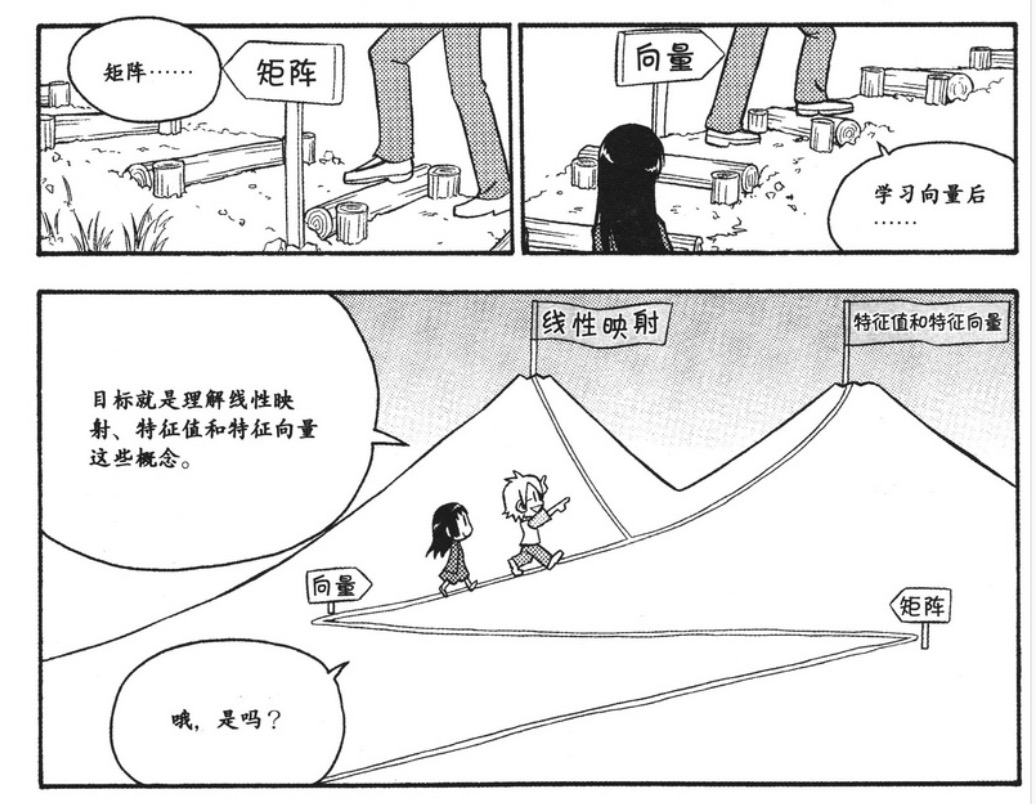 矩阵……
矩阵
向量
学习向量后
……
线性映射
特征值和特征向量
目标就是理解线性映
射、特征值和特征向量
这些概念。
向量
矩阵
哦，是吗？